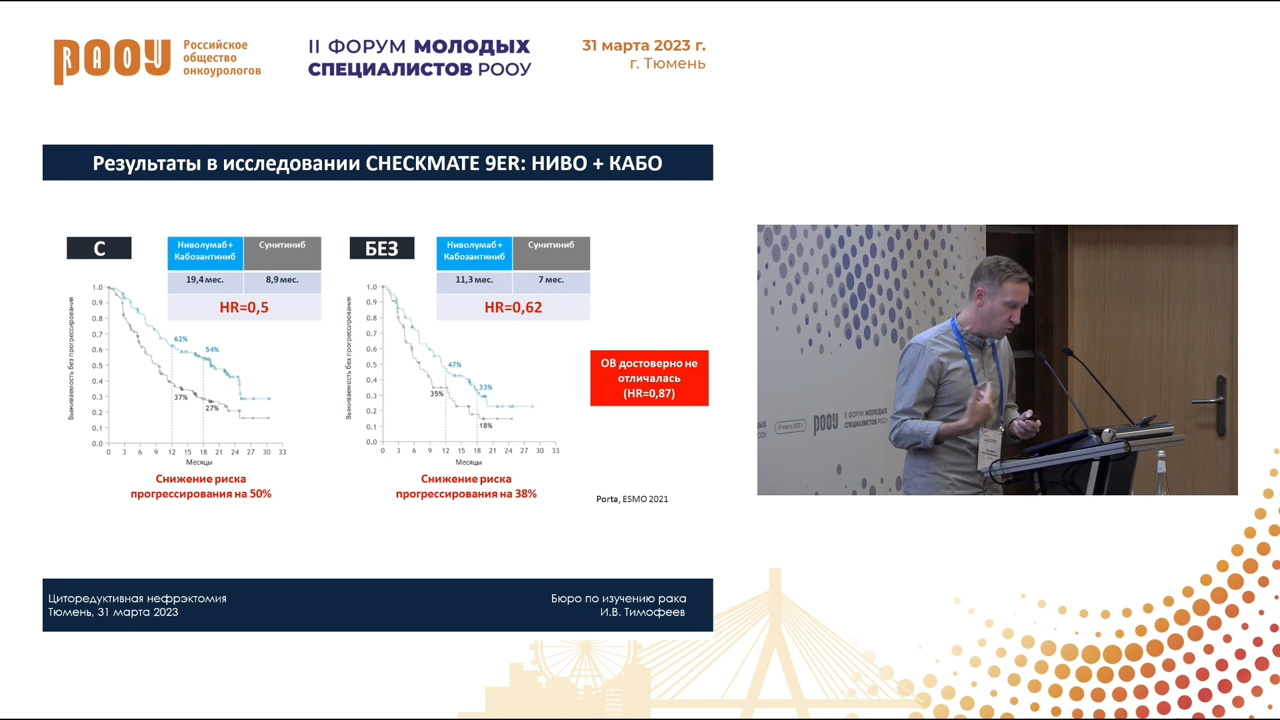 РООУ
RAOU
Российское
общество
онкоурологов
II ФОРУМ МОЛОДЫХ
СПЕЦИАЛИСТОВ РООУ
31 марта 2023 г.
г. Тюмень
Результаты в исследовании CHECKMATE 9ER: НИВО + КАБО
С
Ниволумаб+
Кабозантиниб
Сунитиниб
19,4 мес.
8,9 мес.
HR=0,5
Выживаемость без прогрессирования
1.0
0.9
0.8
0.7
0.6
0.5
0.4
0.3
0.2
0.1
0.0
62%
54%
37%
27%
0 3 6 9 12 15 18 21 24 27 30 33
Месяцы
Снижение риска
прогрессирования на 50%
БЕЗ
Ниволумаб+
Кабозантиниб
Сунитиниб
11,3 мес.
7 мес.
HR=0,62
Выживаемость без прогрессирования
1.0
0.9
0.8
0.7
0.6
0.5
0.4
0.3
0.2
0.1
0.0
47%
33%
35%
18%
0 3 6 9 12 15 18 21 24 27 30 33
Месяцы
Снижение риска
прогрессирования на 38%
ОВ достоверно не
отличалась
(HR=0,87)
Porta, ESMO 2021
Циторедуктивная нефрэктомия
Тюмень, 31 марта 2023
Бюро по изучению рака
И.В. Тимофеев
РООУ
II ФОРУМ МОЛОДЫХ
СПЕЦИАЛИСТОВ РООУ